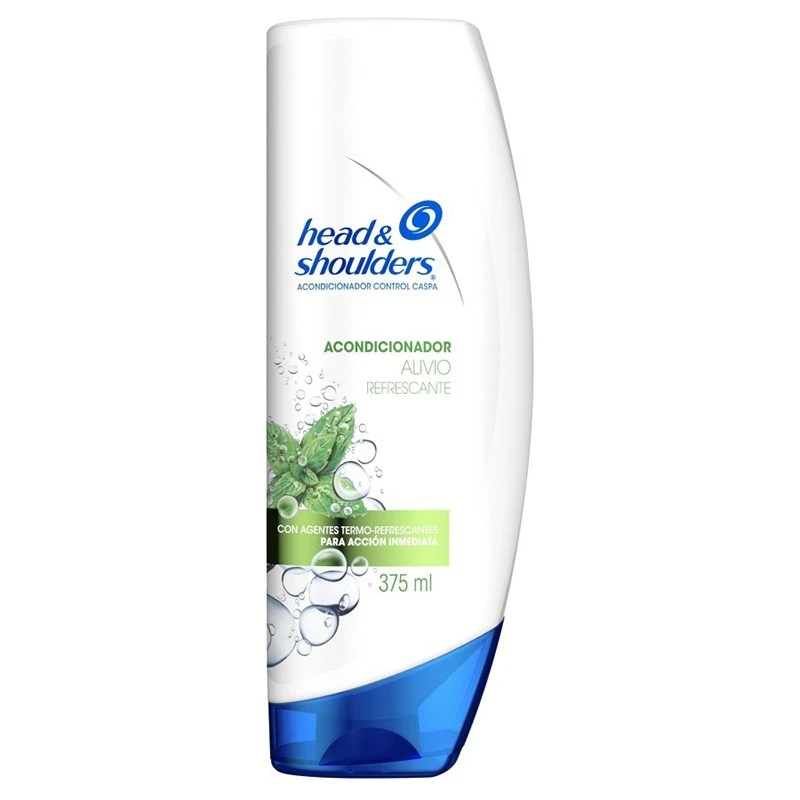 head &
shoulders®
ACONDICIONADOR CONTROL CASPA
ACONDICIONADOR
ALIVIO
REFRESCANTE
CON AGENTES TERMO-REFRESCANTES
PARA ACCIÓN INMEDIATA
375 ml